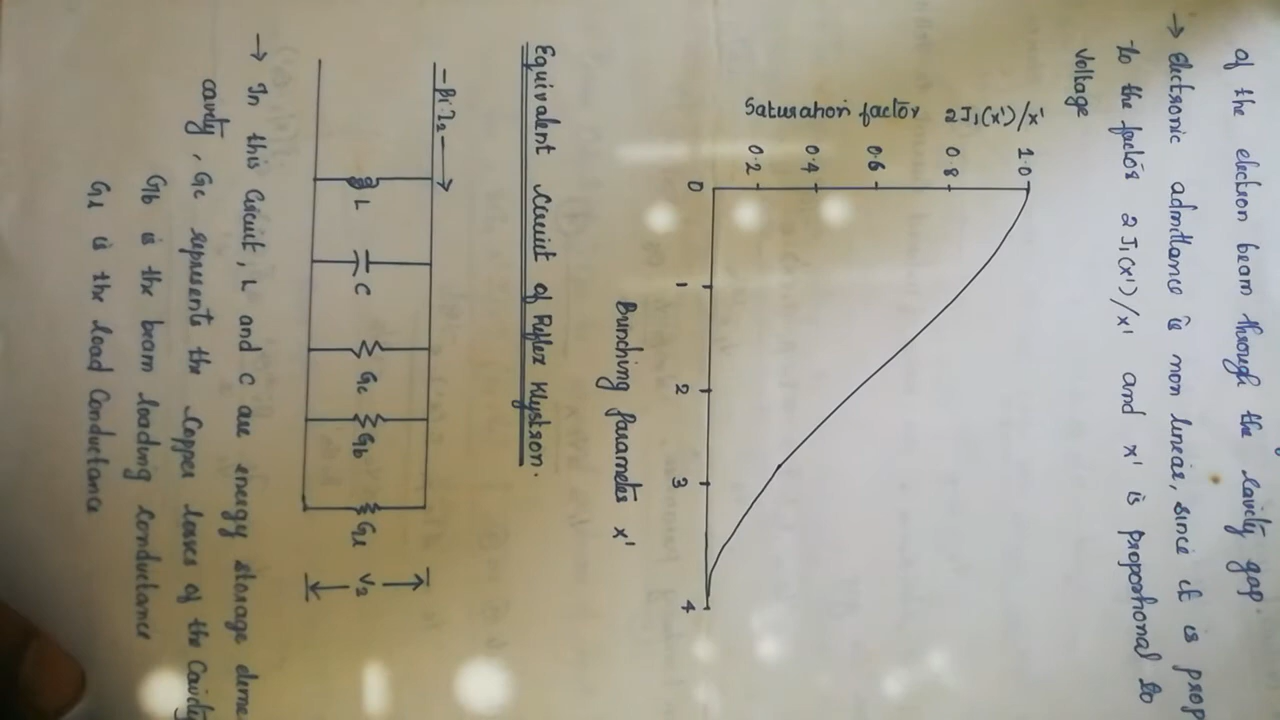 of the electron beam through the cavity gap.
→ Electronic admittance is non linear, since it is prop
to the factor 2J₁(x')/x' and x' is proportional to
Voltage
Saturation factor 2J₁(x')/x'
1.0
0.8
0.6
0.4
0.2
0 1 2 3 4
Bunching Parameter x'
Equivalent Circuit of Reflex Klystron.
-βi I₂ →
L C Gc Gb Gl V₂
→ In this Circuit, L and C are energy storage eleme
cavity, Gc represents the Copper losses of the Cavity
Gb is the beam loading conductance
Gl is the load Conductance